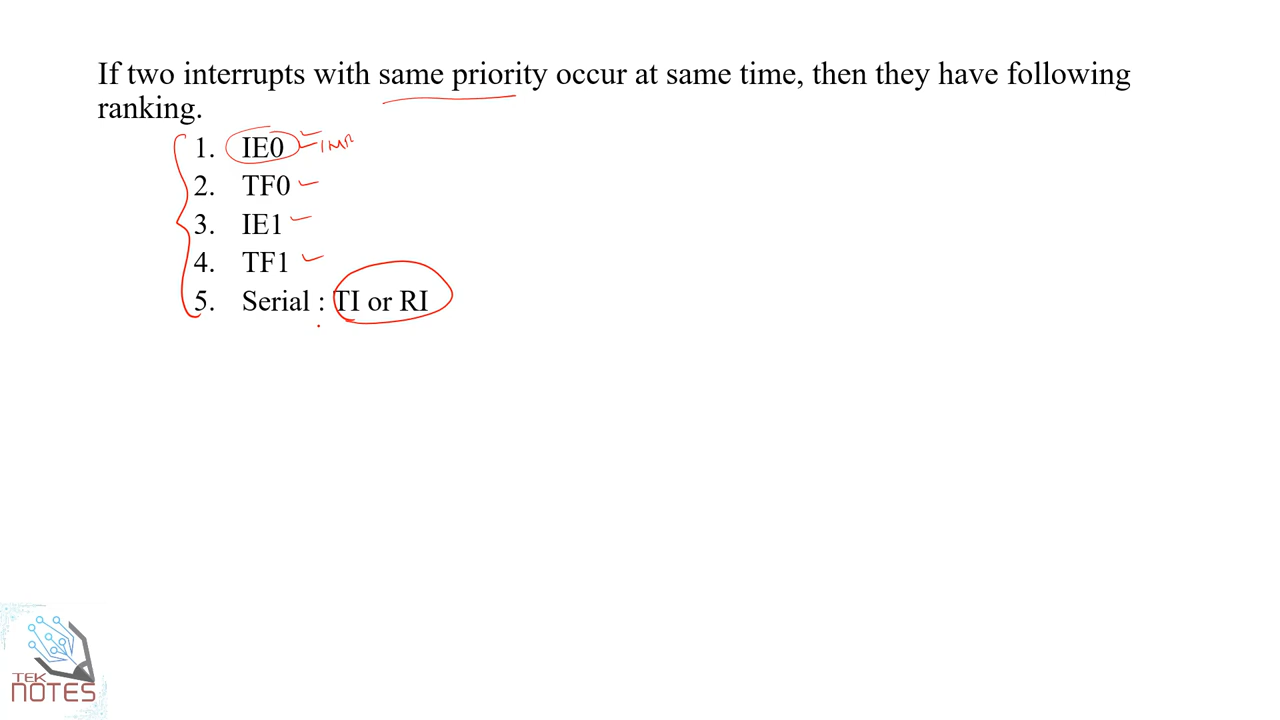 If two interrupts with same priority occur at same time, then they have following
ranking.
1. IE0
2. TF0
3. IE1
4. TF1
5. Serial : TI or RI
TEK
NOTES